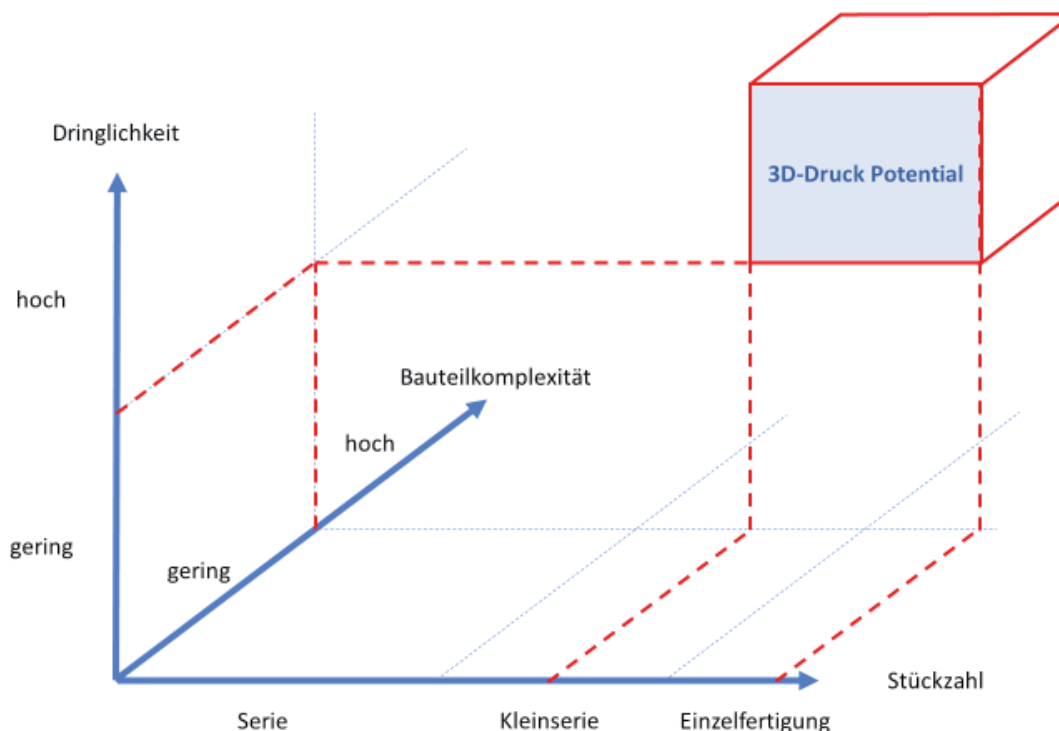 Dringlichkeit
3D-Druck Potential
hoch
Bauteilkomplexität
hoch
gering
gering
Stückzahl
Serie
Kleinserie
Einzelfertigung